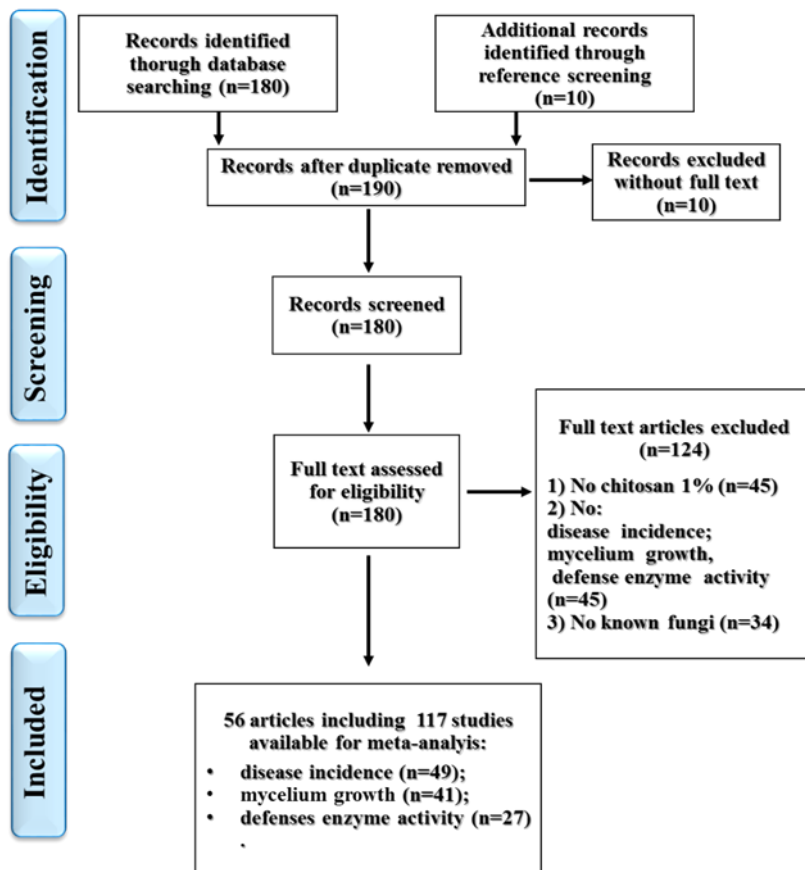 Identification
Records identified
thorugh database
searching (n=180)
Additional records
identified through
reference screening
(n=10)
Records after duplicate removed
(n=190)
Records excluded
without full text
(n=10)
Screening
Records screened
(n=180)
Eligibility
Full text assessed
for eligibility
(n=180)
Full text articles excluded
(n=124)
1) No chitosan 1% (n=45)
2) No:
disease incidence;
mycelium growth,
defense enzyme activity
(n=45)
3) No known fungi (n=34)
Included
56 articles including 117 studies
available for meta-analyis:
• disease incidence (n=49);
• mycelium growth (n=41);
• defenses enzyme activity (n=27)
.